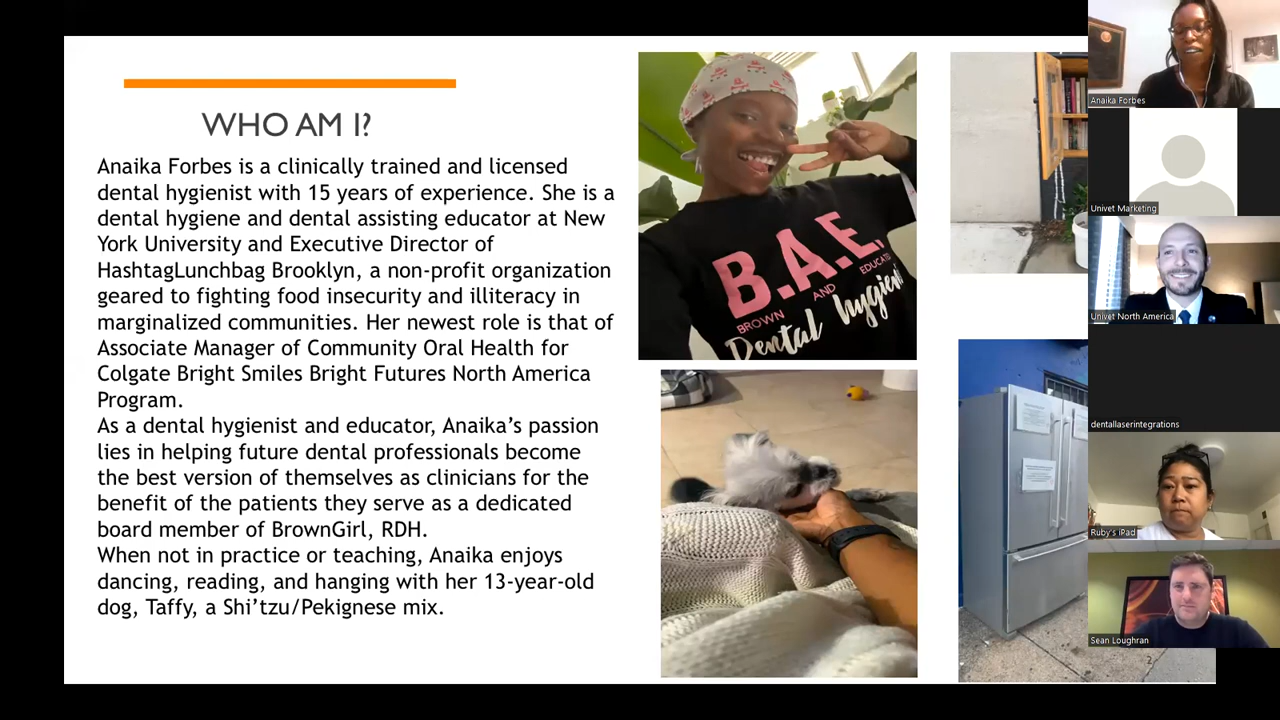 WHO AM I?
Anaika Forbes is a clinically trained and licensed
dental hygienist with 15 years of experience. She is a
dental hygiene and dental assisting educator at New
York University and Executive Director of
HashtagLunchbag Brooklyn, a non-profit organization
geared to fighting food insecurity and illiteracy in
marginalized communities. Her newest role is that of
Associate Manager of Community Oral Health for
Colgate Bright Smiles Bright Futures North America
Program.
As a dental hygienist and educator, Anaika’s passion
lies in helping future dental professionals become
the best version of themselves as clinicians for the
benefit of the patients they serve as a dedicated
board member of BrownGirl, RDH.
When not in practice or teaching, Anaika enjoys
dancing, reading, and hanging with her 13-year-old
dog, Taffy, a Shi’tzu/Pekignese mix.
B.A.E.
BROWN AND EDUCATED
Dental hygienist
Anaika Forbes
Univet Marketing
Univet North America
dentallaserintegrations
Ruby's iPad
Sean Loughran
2